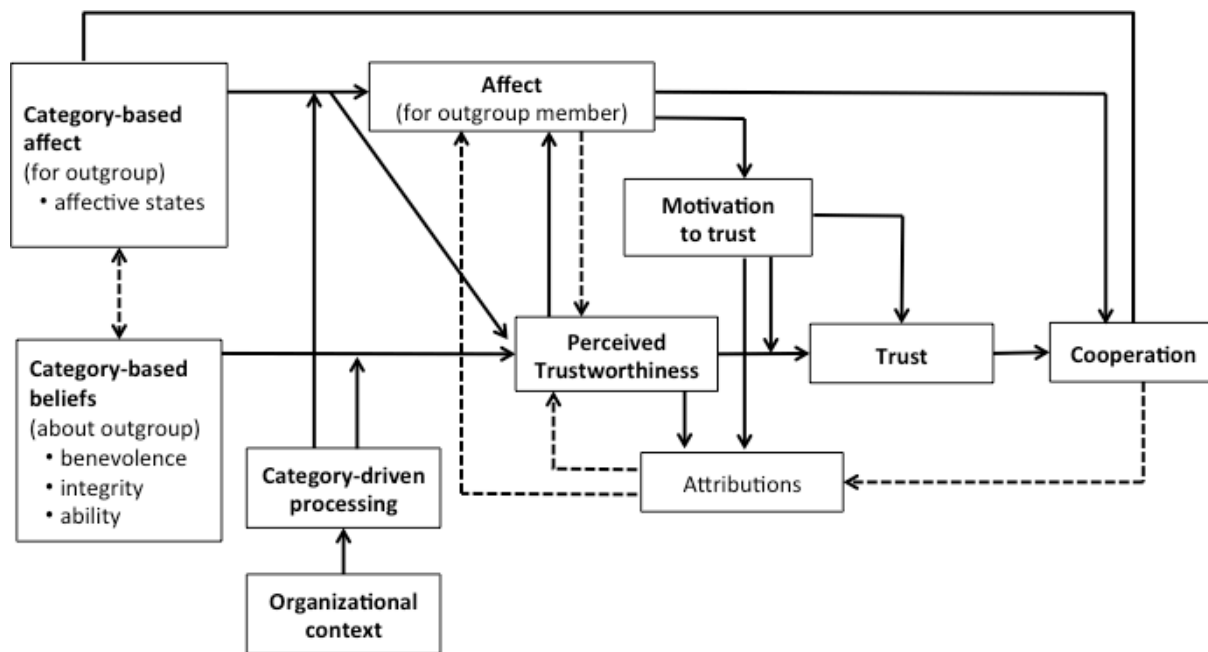 Category-based
affect
(for outgroup)
• affective states
Affect
(for outgroup member)
Motivation
to trust
Category-based
beliefs
(about outgroup)
• benevolence
• integrity
• ability
Perceived
Trustworthiness
Trust
Cooperation
Category-driven
processing
Attributions
Organizational
context